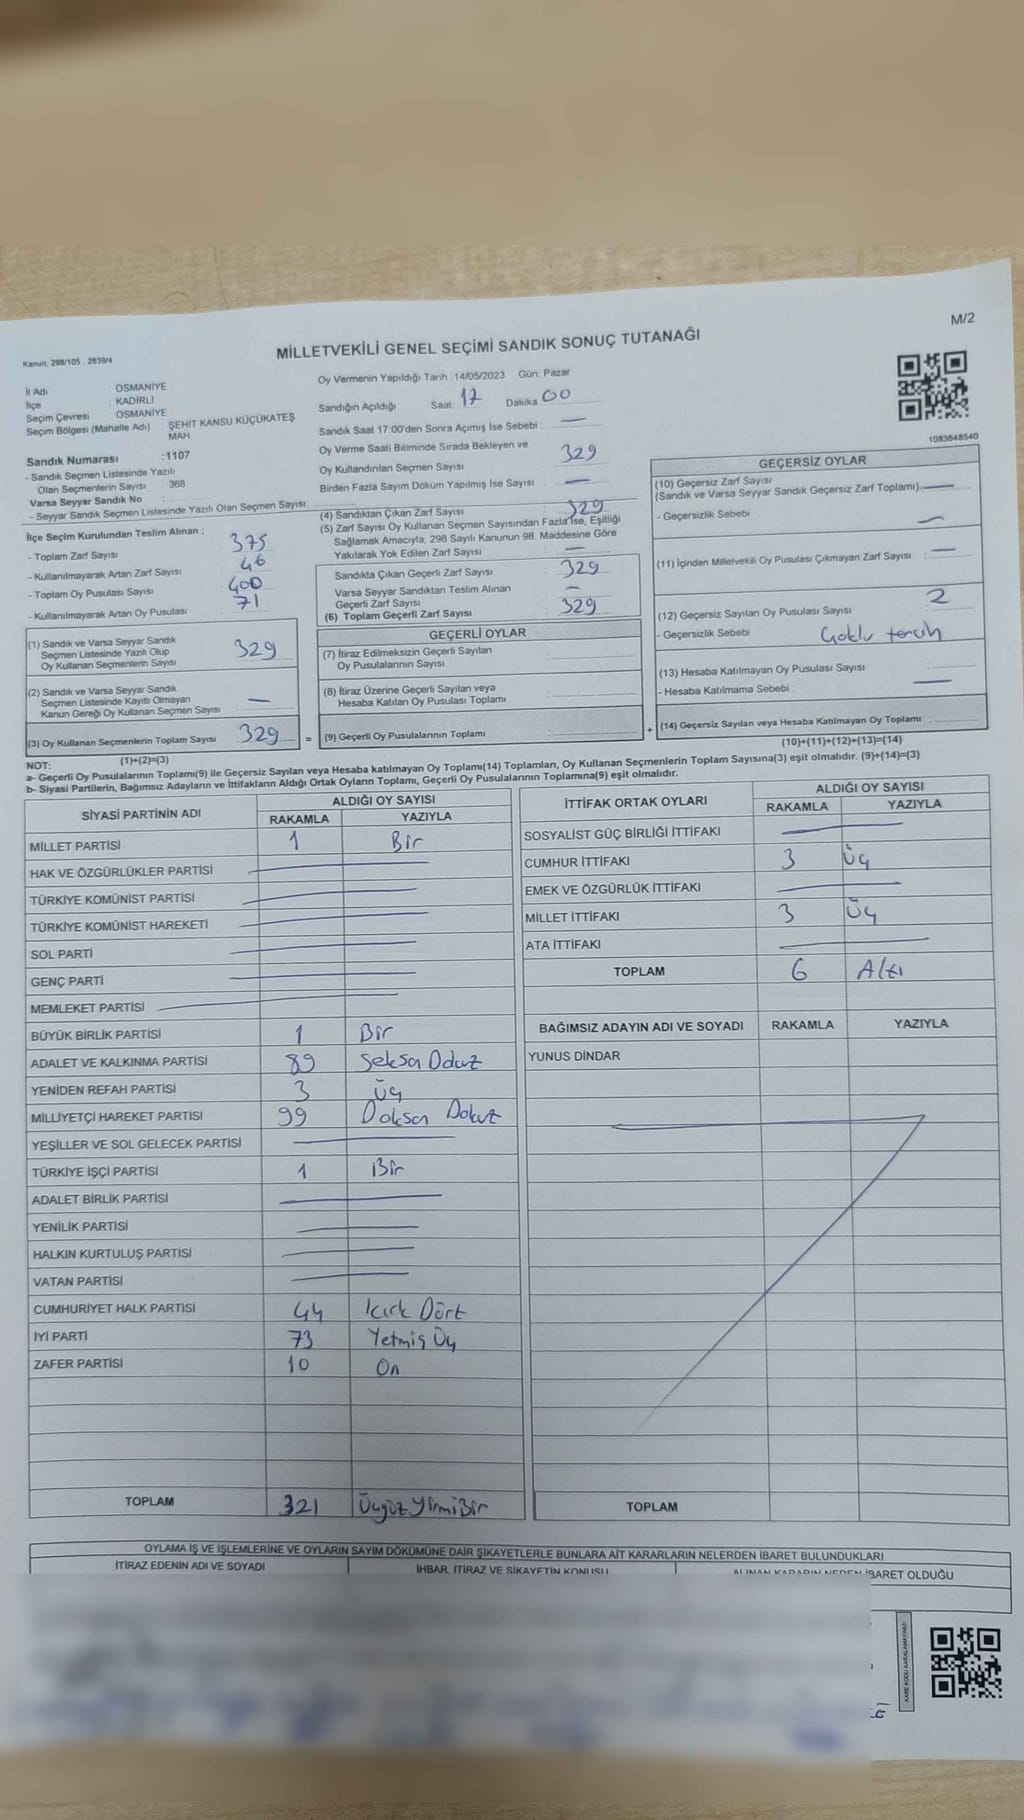 M/2
MİLLETVEKİLİ GENEL SEÇİMİ SANDIK SONUÇ TUTANAĞI
Kanun: 298/105 , 2839/4
İl Adı : OSMANİYE
İlçe : KADİRLİ
Seçim Çevresi : OSMANİYE
Seçim Bölgesi (Mahalle Adı) : ŞEHİT KANSU KÜÇÜKATEŞ
MAH.
Sandık Numarası :1107
- Sandık Seçmen Listesinde Yazılı
Olan Seçmenlerin Sayısı : 368
Varsa Seyyar Sandık No :
- Seyyar Sandık Seçmen Listesinde Yazılı Olan Seçmen Sayısı:
Oy Vermenin Yapıldığı Tarih :14/05/2023 Gün: Pazar
Sandığın Açıldığı Saat: 17 Dakika: 00
Sandık Saat 17:00'den Sonra Açımış İse Sebebi : —
Oy Verme Saati Bitiminde Sırada Bekleyen ve
Oy Kullandırılan Seçmen Sayısı : 329
Birden Fazla Sayım Döküm Yapılmış İse Sayısı : —
1083648540
İlçe Seçim Kurulundan Teslim Alınan :
- Toplam Zarf Sayısı : 375
- Kullanılmayarak Artan Zarf Sayısı : 46
- Toplam Oy Pusulası Sayısı : 400
- Kullanılmayarak Artan Oy Pusulası : 71
(1) Sandık ve Varsa Seyyar Sandık
Seçmen Listesinde Yazılı Olup
Oy Kullanan Seçmenlerin Sayısı : 329
(2) Sandık ve Varsa Seyyar Sandık
Seçmen Listesinde Kayıtlı Olmayan
Kanun Gereği Oy Kullanan Seçmen Sayısı : —
(3) Oy Kullanan Seçmenlerin Toplam Sayısı : 329 =
(1)+(2)=(3)
(4) Sandıktan Çıkan Zarf Sayısı : 329
(5) Zarf Sayısı Oy Kullanan Seçmen Sayısından Fazla İse, Eşitliği
Sağlamak Amacıyla, 298 Sayılı Kanunun 98. Maddesine Göre
Yakılarak Yok Edilen Zarf Sayısı : —
Sandıkta Çıkan Geçerli Zarf Sayısı : 329
Varsa Seyyar Sandıktan Teslim Alınan
Geçerli Zarf Sayısı : —
(6) Toplam Geçerli Zarf Sayısı : 329
GEÇERLİ OYLAR
(7) İtiraz Edilmeksizin Geçerli Sayılan
Oy Pusulalarının Sayısı :
(8) İtiraz Üzerine Geçerli Sayılan veya
Hesaba Katılan Oy Pusulası Toplamı :
(9) Geçerli Oy Pusulalarının Toplamı : +
GEÇERSİZ OYLAR
(10) Geçersiz Zarf Sayısı
(Sandık ve Varsa Seyyar Sandık Geçersiz Zarf Toplamı) : —
- Geçersizlik Sebebi : —
(11) İçinden Milletvekili Oy Pusulası Çıkmayan Zarf Sayısı : —
(12) Geçersiz Sayılan Oy Pusulası Sayısı : 2
- Geçersizlik Sebebi : Çoklu tercih
(13) Hesaba Katılmayan Oy Pusulası Sayısı : —
- Hesaba Katılmama Sebebi :
(14) Geçersiz Sayılan veya Hesaba Katılmayan Oy Toplamı :
(10)+(11)+(12)+(13)=(14)
NOT:
a- Geçerli Oy Pusulalarının Toplamı(9) ile Geçersiz Sayılan veya Hesaba katılmayan Oy Toplamı(14) Toplamları, Oy Kullanan Seçmenlerin Toplam Sayısına(3) eşit olmalıdır. (9)+(14)=(3)
b- Siyasi Partilerin, Bağımsız Adayların ve İttifakların Aldığı Ortak Oyların Toplamı, Geçerli Oy Pusulalarının Toplamına(9) eşit olmalıdır.
SİYASİ PARTİNİN ADI ALDIĞI OY SAYISI
RAKAMLA YAZIYLA
MİLLET PARTİSİ 1 Bir
HAK VE ÖZGÜRLÜKLER PARTİSİ —
TÜRKİYE KOMÜNİST PARTİSİ —
TÜRKİYE KOMÜNİST HAREKETİ —
SOL PARTİ —
GENÇ PARTİ —
MEMLEKET PARTİSİ —
BÜYÜK BİRLİK PARTİSİ 1 Bir
ADALET VE KALKINMA PARTİSİ 89 Seksen Dokuz
YENİDEN REFAH PARTİSİ 3 Üç
MİLLİYETÇİ HAREKET PARTİSİ 99 Doksan Dokuz
YEŞİLLER VE SOL GELECEK PARTİSİ —
TÜRKİYE İŞÇİ PARTİSİ 1 Bir
ADALET BİRLİK PARTİSİ —
YENİLİK PARTİSİ —
HALKIN KURTULUŞ PARTİSİ —
VATAN PARTİSİ —
CUMHURİYET HALK PARTİSİ 44 Kırk Dört
İYİ PARTİ 73 Yetmiş Üç
ZAFER PARTİSİ 10 On
TOPLAM 321 Üçyüz YirmiBir
İTTİFAK ORTAK OYLARI ALDIĞI OY SAYISI
RAKAMLA YAZIYLA
SOSYALİST GÜÇ BİRLİĞİ İTTİFAKI —
CUMHUR İTTİFAKI 3 Üç
EMEK VE ÖZGÜRLÜK İTTİFAKI —
MİLLET İTTİFAKI 3 Üç
ATA İTTİFAKI —
TOPLAM 6 Altı
BAĞIMSIZ ADAYIN ADI VE SOYADI RAKAMLA YAZIYLA
YUNUS DİNDAR
TOPLAM
OYLAMA İŞ VE İŞLEMLERİNE VE OYLARIN SAYIM DÖKÜMÜNE DAİR ŞİKAYETLERLE BUNLARA AİT KARARLARIN NELERDEN İBARET BULUNDUKLARI
İTİRAZ EDENİN ADI VE SOYADI İHBAR, İTİRAZ VE ŞİKAYETİN KONUSU ALINAN KARARIN NEDEN İBARET OLDUĞU
KARE KODU KARALAMAYINIZ!